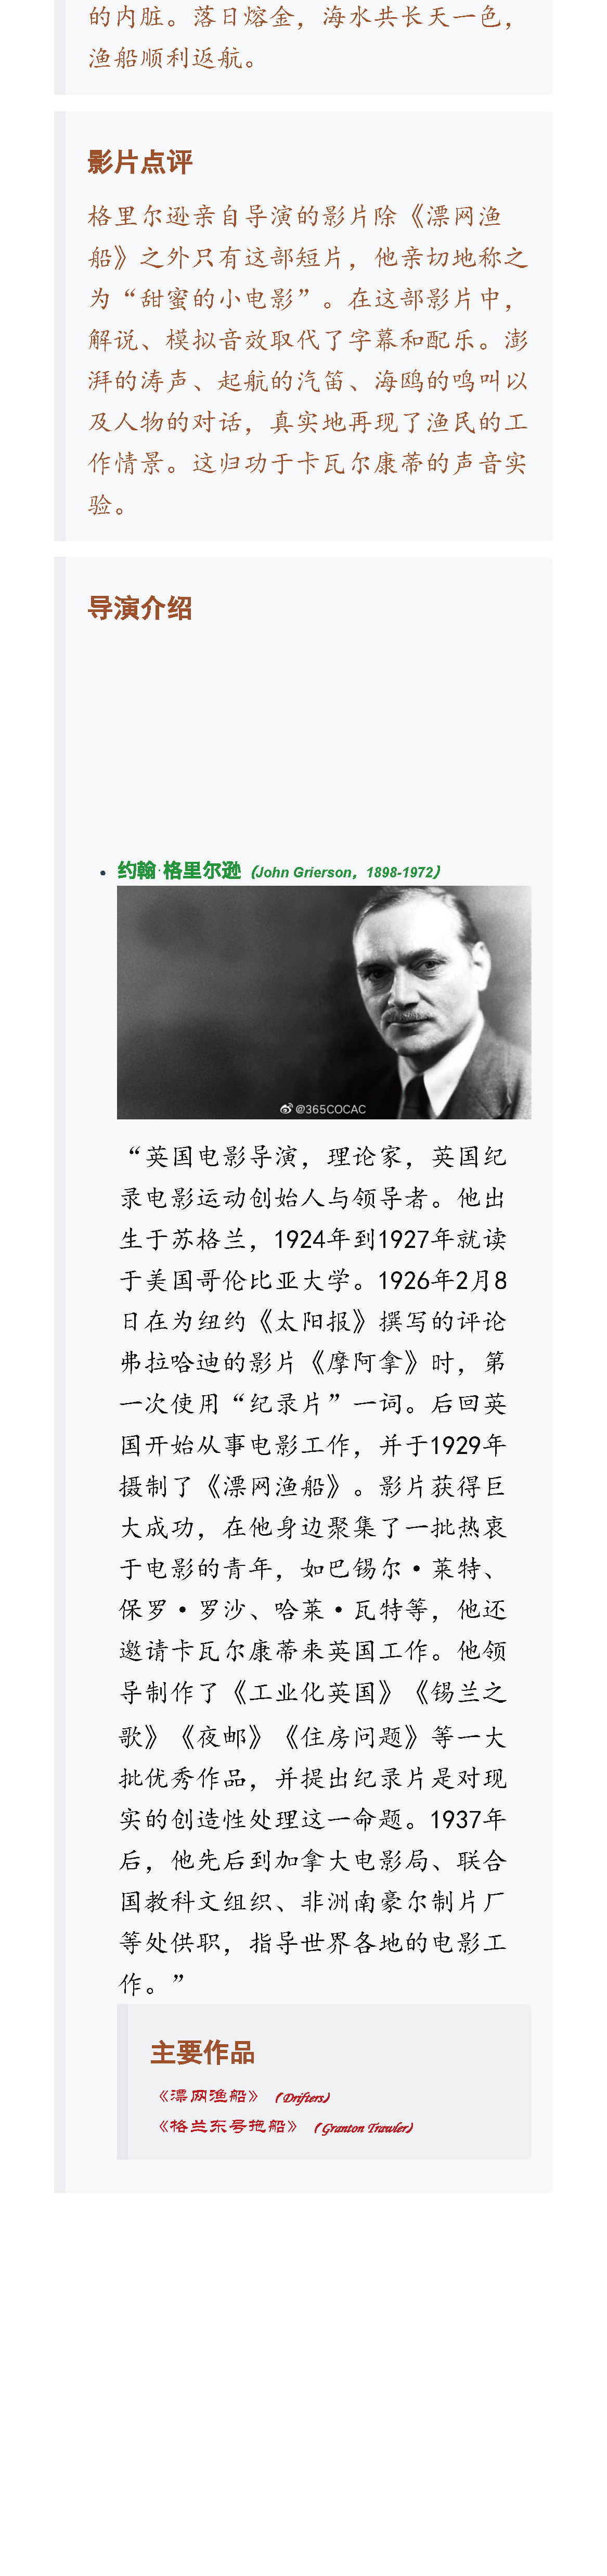 的内脏。落日熔金，海水共长天一色，
渔船顺利返航。
影片点评
格里尔逊亲自导演的影片除《漂网渔
船》之外只有这部短片，他亲切地称之
为“甜蜜的小电影”。在这部影片中，
解说、模拟音效取代了字幕和配乐。澎
湃的涛声、起航的汽笛、海鸥的鸣叫以
及人物的对话，真实地再现了渔民的工
作情景。这归功于卡瓦尔康蒂的声音实
验。
导演介绍
约翰·格里尔逊（John Grierson，1898-1972）
@365COCAC
“英国电影导演，理论家，英国纪
录电影运动创始人与领导者。他出
生于苏格兰，1924年到1927年就读
于美国哥伦比亚大学。1926年2月8
日在为纽约《太阳报》撰写的评论
弗拉哈迪的影片《摩阿拿》时，第
一次使用“纪录片”一词。后回英
国开始从事电影工作，并于1929年
摄制了《漂网渔船》。影片获得巨
大成功，在他身边聚集了一批热衷
于电影的青年，如巴锡尔·莱特、
保罗·罗沙、哈莱·瓦特等，他还
邀请卡瓦尔康蒂来英国工作。他领
导制作了《工业化英国》《锡兰之
歌》《夜邮》《住房问题》等一大
批优秀作品，并提出纪录片是对现
实的创造性处理这一命题。1937年
后，他先后到加拿大电影局、联合
国教科文组织、非洲南豪尔制片厂
等处供职，指导世界各地的电影工
作。”
主要作品
《漂网渔船》（Drifters）
《格兰东号拖船》（Granton Trawler）